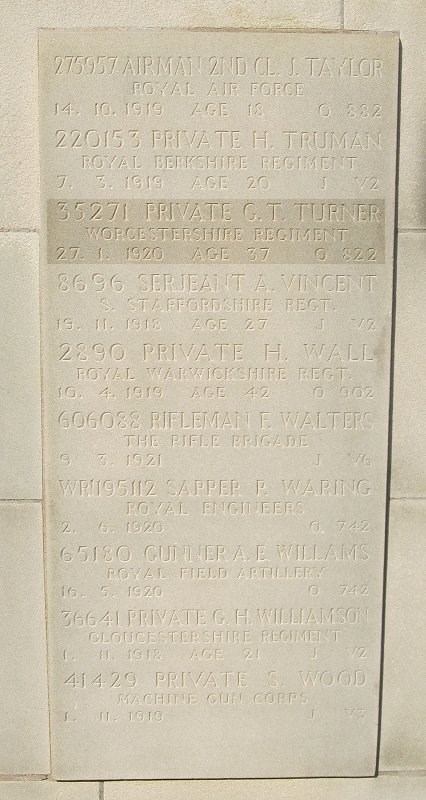 275957 AIRMAN 2ND CL. J. TAYLOR
ROYAL AIR FORCE
14. 10. 1919 AGE 18 O 882
220153 PRIVATE H. TRUMAN
ROYAL BERKSHIRE REGIMENT
7. 3. 1919 AGE 20 J V2
35271 PRIVATE G. T. TURNER
WORCESTERSHIRE REGIMENT
27. 1. 1920 AGE 37 O 822
8696 SERJEANT A. VINCENT
S. STAFFORDSHIRE REGT.
19. 11. 1918 AGE 27 J V2
2890 PRIVATE H. WALL
ROYAL WARWICKSHIRE REGT.
10. 4. 1919 AGE 42 O 902
606088 RIFLEMAN F. WALTERS
THE RIFLE BRIGADE
9 3. 1921 J V6
WR/195112 SAPPER P. WARING
ROYAL ENGINEERS
2. 6. 1920 O 742
65180 GUNNER A. E. WILLAMS
ROYAL FIELD ARTILLERY
16. 5. 1920 O 742
36641 PRIVATE G. H. WILLIAMSON
GLOUCESTERSHIRE REGIMENT
1. 11. 1918 AGE 21 J V2
41429 PRIVATE S. WOOD
MACHINE GUN CORPS
1. 11. 1919 J V3